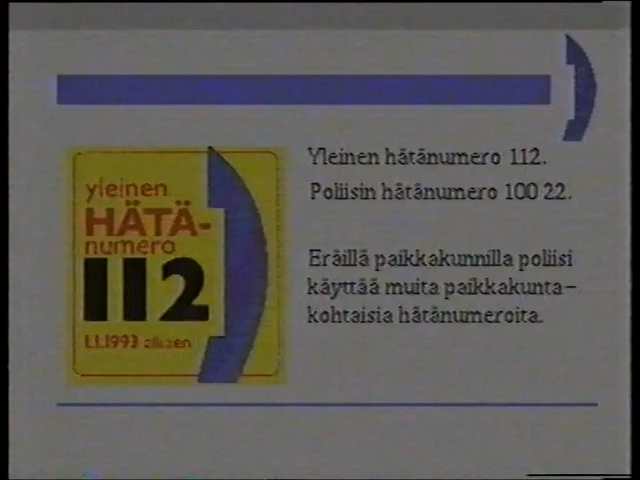 yleinen
HÄTÄ-
numero
112
1.1.1993 alkaen
Yleinen hätänumero 112.
Poliisin hätänumero 100 22.
Eräillä paikkakunnilla poliisi
käyttää muita paikkakunta-
kohtaisia hätänumeroita.